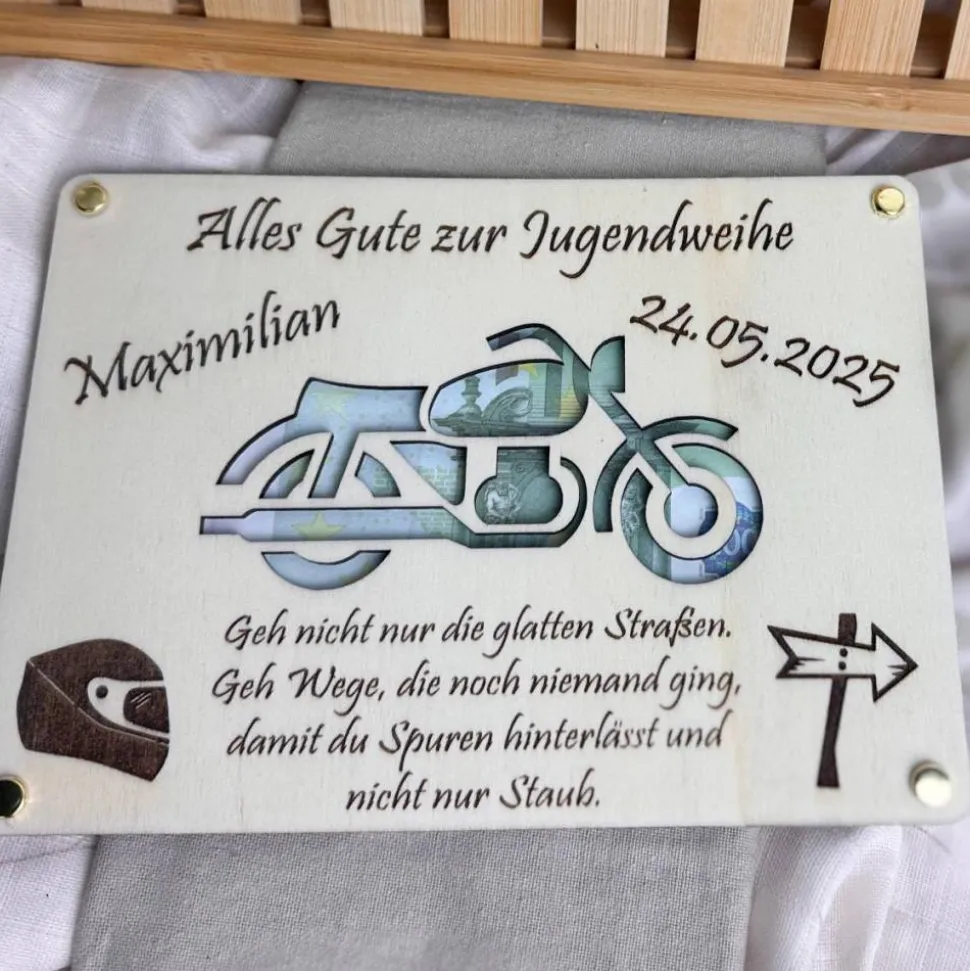 Alles Gute zur Jugendweihe
Maximilian
24.05.2025
Geh nicht nur die glatten Straßen.
Geh Wege, die noch niemand ging,
damit du Spuren hinterlässt und
nicht nur Staub.